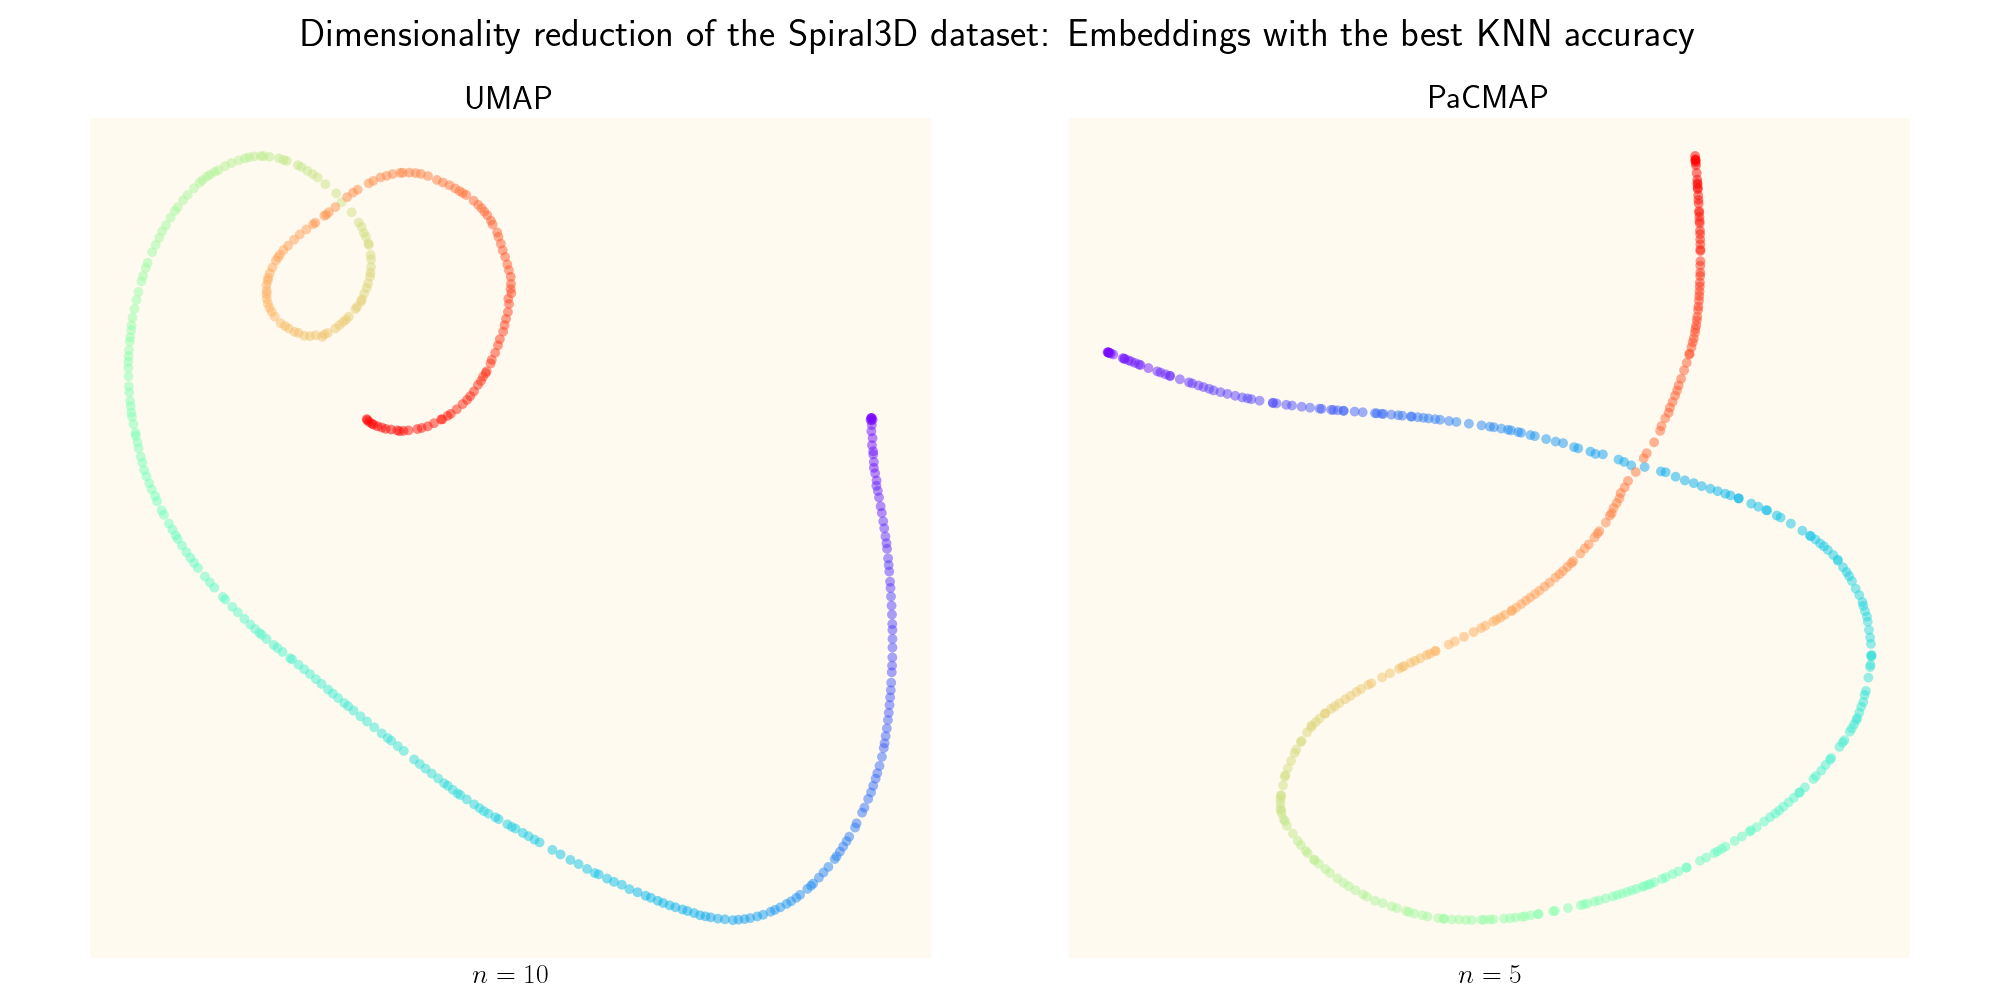 Dimensionality reduction of the Spiral3D dataset: Embeddings with the best KNN accuracy
UMAP
PaCMAP
n = 10
n = 5